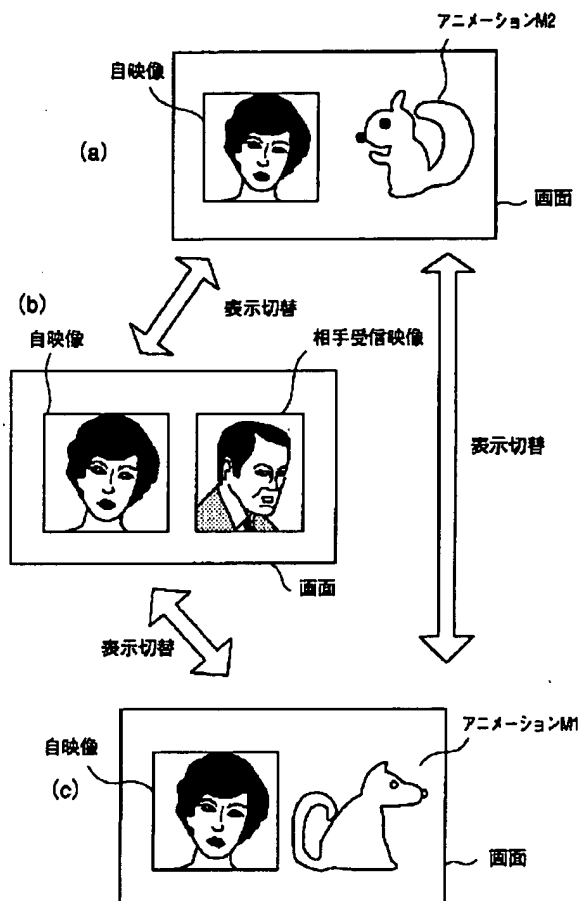 アニメーションM2
自映像
(a)
画面
表示切替
(b)
自映像
相手受信映像
表示切替
画面
表示切替
アニメーションM1
自映像
(c)
画面